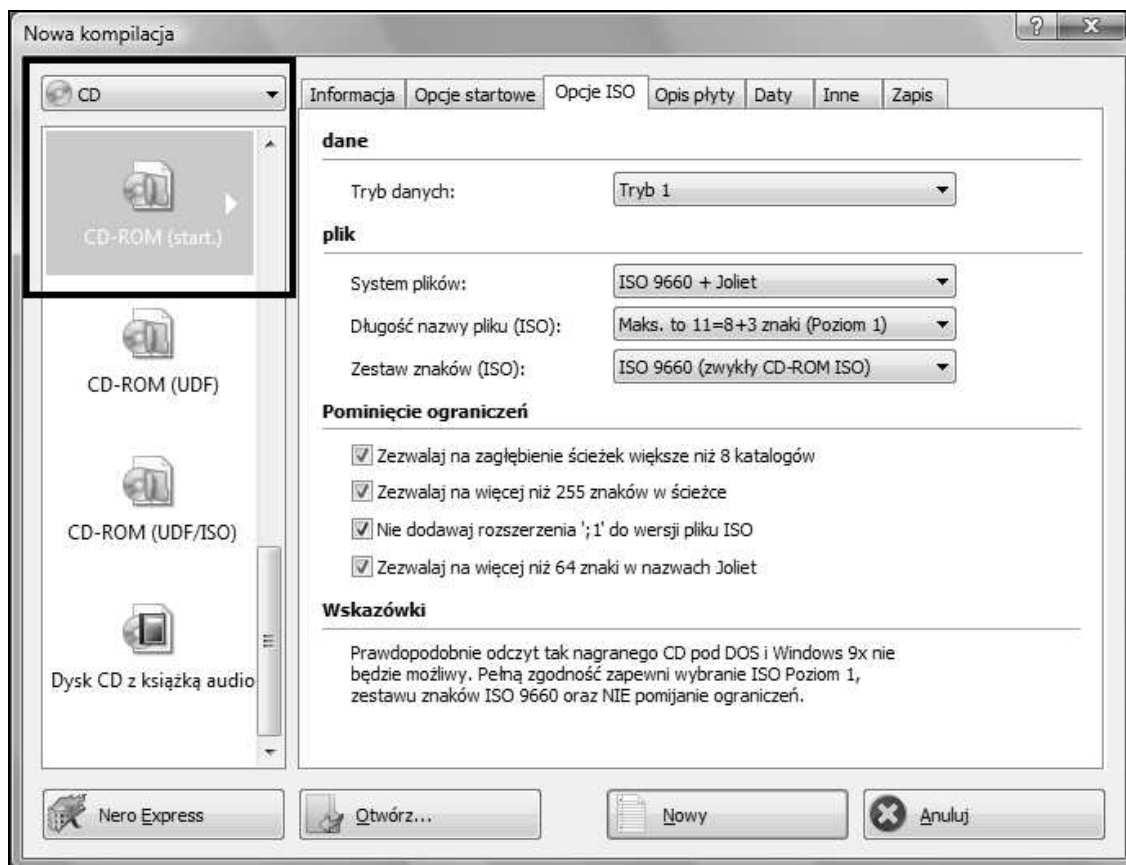 Nowa kompilacja
CD
CD-ROM (start.)
CD-ROM (UDF)
CD-ROM (UDF/ISO)
Dysk CD z książką audio
Informacja
Opcje startowe
Opcje ISO
Opis płyty
Daty
Inne
Zapis
dane
Tryb danych:
Tryb 1
plik
System plików:
ISO 9660 + Joliet
Długość nazwy pliku (ISO):
Maks. to 11=8+3 znaki (Poziom 1)
Zestaw znaków (ISO):
ISO 9660 (zwykły CD-ROM ISO)
Pominięcie ograniczeń
Zezwalaj na zagłębienie ścieżek większe niż 8 katalogów
Zezwalaj na więcej niż 255 znaków w ścieżce
Nie dodawaj rozszerzenia ';1' do wersji pliku ISO
Zezwalaj na więcej niż 64 znaki w nazwach Joliet
Wskazówki
Prawdopodobnie odczyt tak nagranego CD pod DOS i Windows 9x nie
będzie możliwy. Pełną zgodność zapewni wybranie ISO Poziom 1,
zestawu znaków ISO 9660 oraz NIE pomijanie ograniczeń.
Nero Express
Otwórz...
Nowy
Anuluj